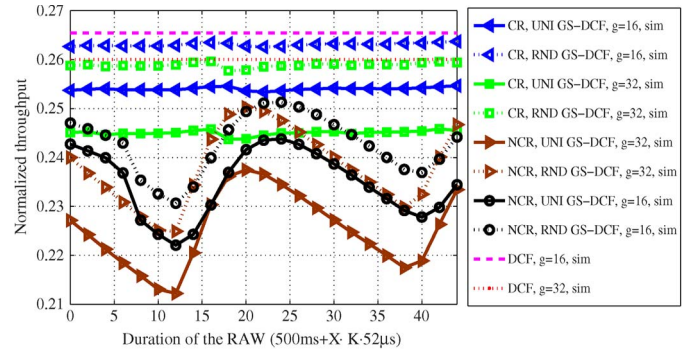 0.27
0.26
0.25
0.24
0.23
0.22
0.21
Normalized throughput
0 5 10 15 20 25 30 35 40
Duration of the RAW (500ms+X· K·52μs)
CR, UNI GS-DCF, g=16, sim
CR, RND GS-DCF, g=16, sim
CR, UNI GS-DCF, g=32, sim
CR, RND GS-DCF, g=32, sim
NCR, UNI GS-DCF, g=32, sim
NCR, RND GS-DCF, g=32, sim
NCR, UNI GS-DCF, g=16, sim
NCR, RND GS-DCF, g=16, sim
DCF, g=16, sim
DCF, g=32, sim